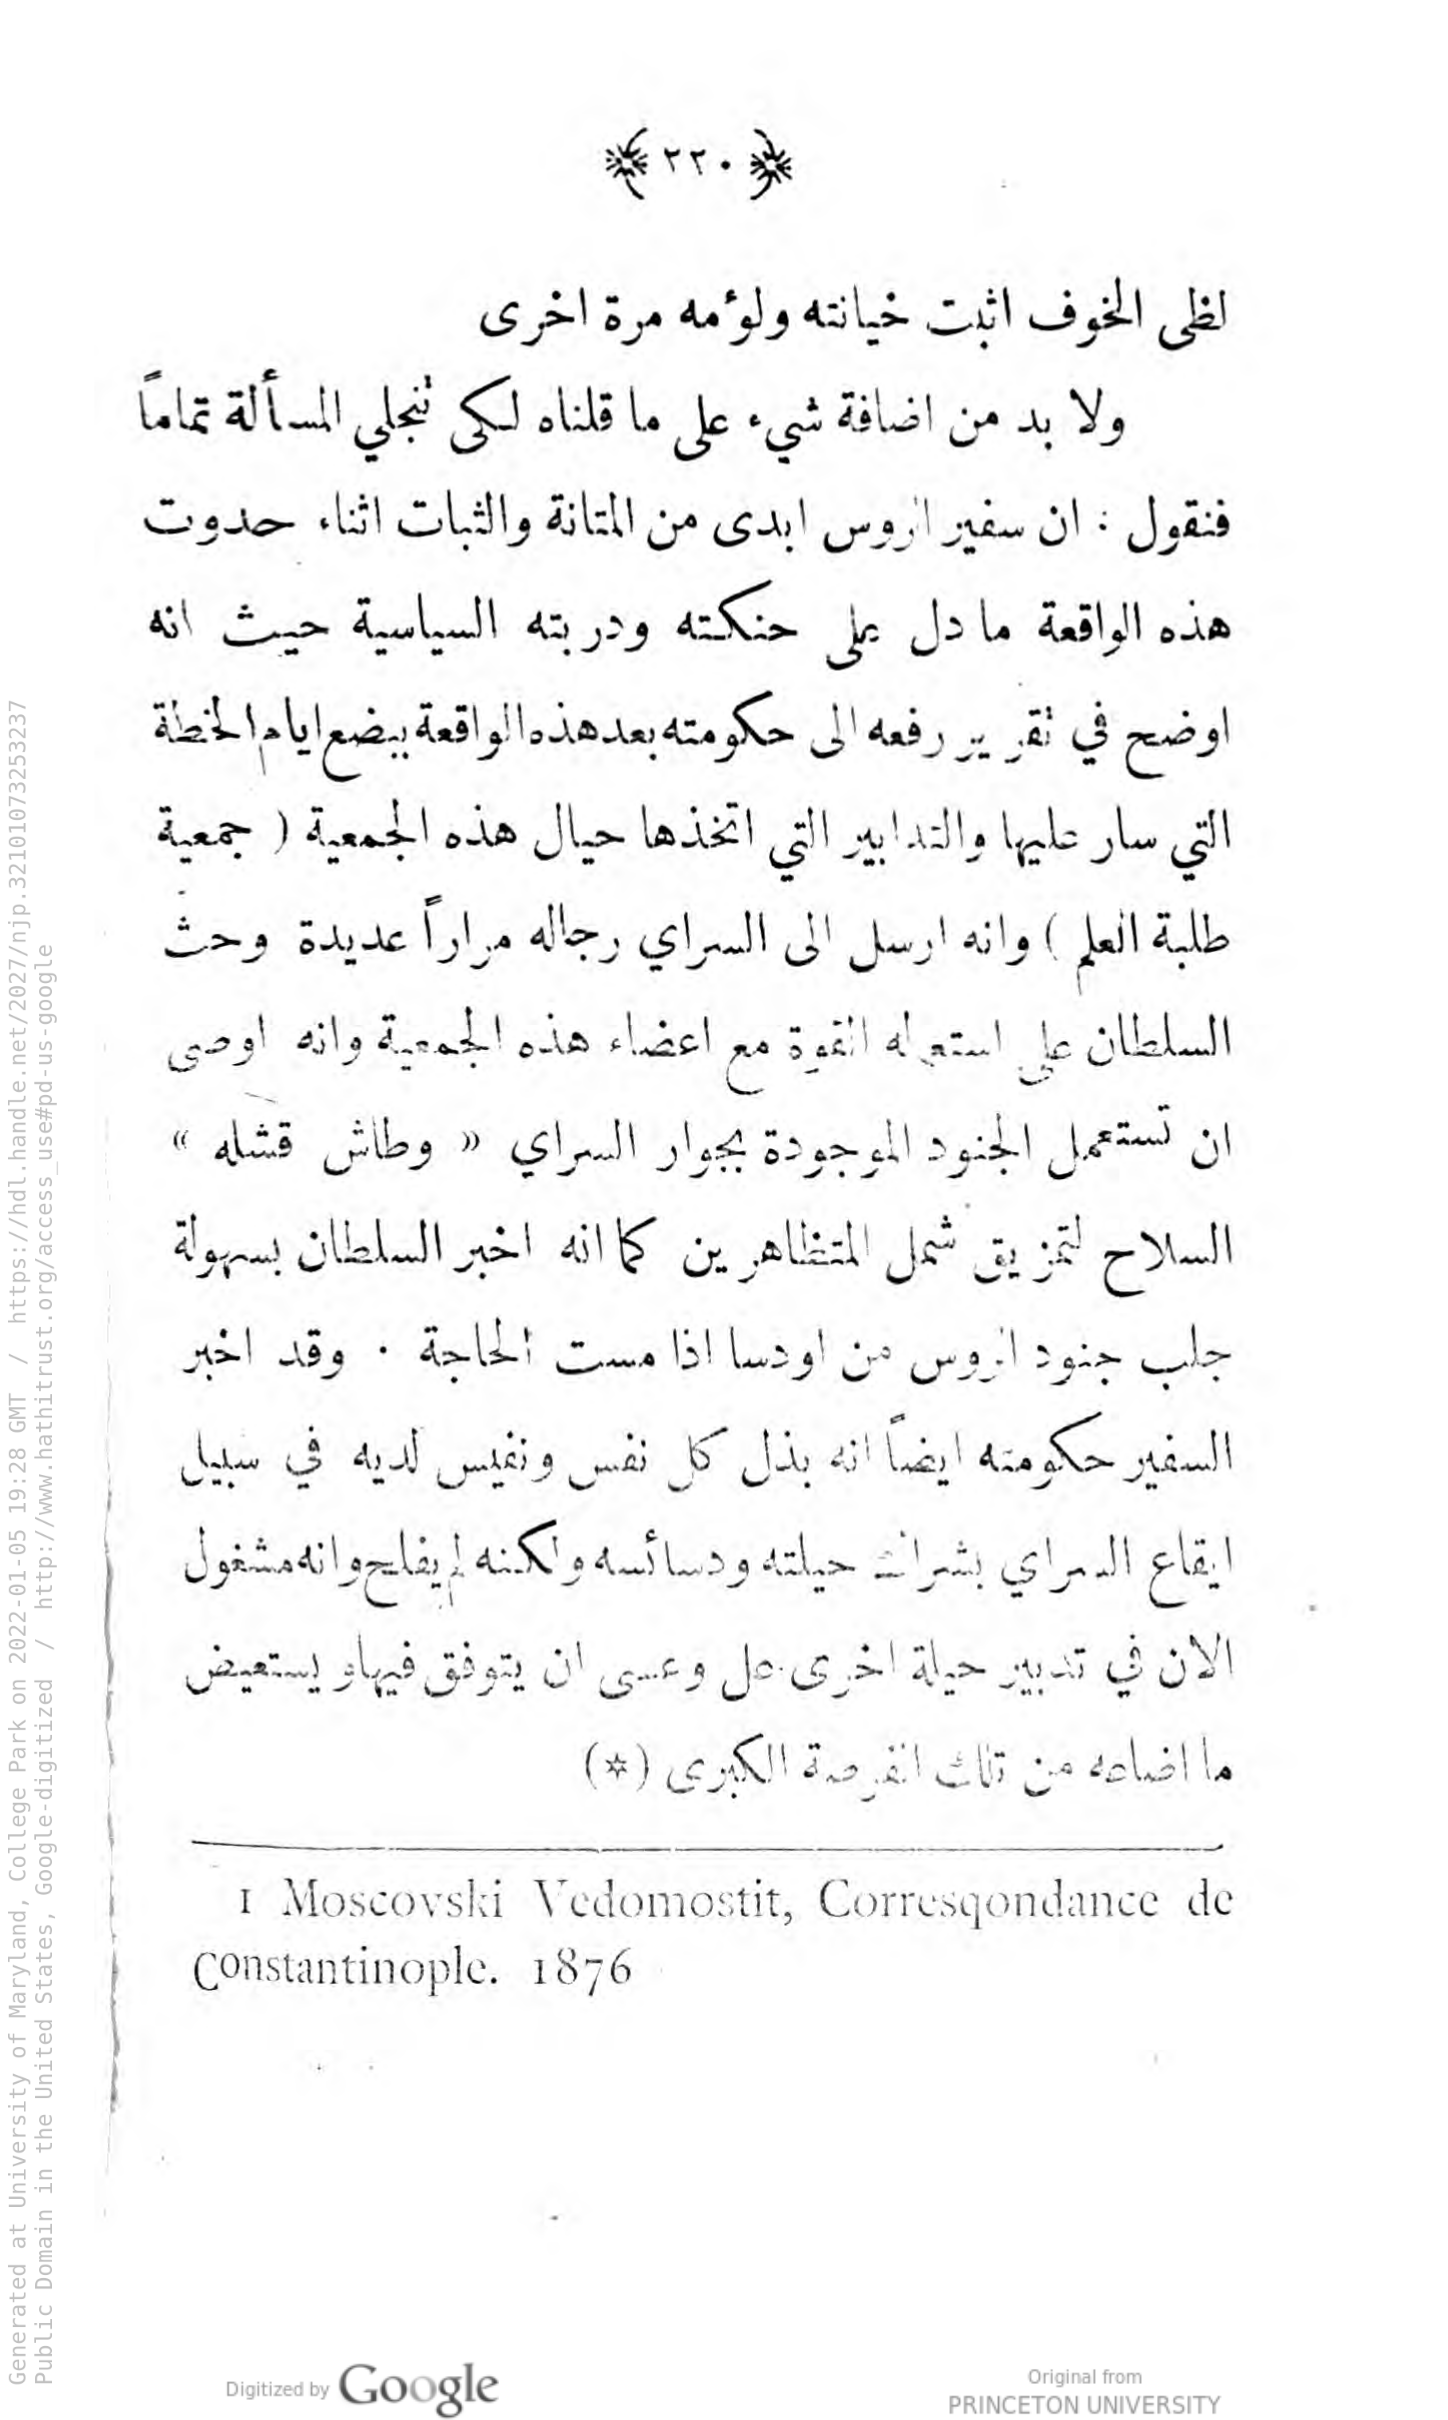 ﴿ ٢٢٠ ﴾
لظى الخوف اثبت خيانته ولؤمه مرة اخرى
ولا بد من اضافة شيء على ما قلناه لكى تنجلي المسألة تماماً
فنقول : ان سفير الروس ابدى من المتانة والثبات اثناء حدوت
هذه الواقعة ما دل على حنكته ودربته السياسية حيث انه
اوضح في تقرير رفعه الى حكومته بعد هذه الواقعة ببضع ايام الخطة
التي سار عليها والتدابير التي اتخذها حيال هذه الجمعية ( جمعية
طلبة العلم ) وانه ارسل الى السراي رجاله مراراً عديدة وحث
السلطان على استعماله القوة مع اعضاء هذه الجمعية وانه اوصى
ان تستعمل الجنود الموجودة بجوار السراي « وطاش قشله »
السلاح لتمزيق شمل المتظاهرين كما انه اخبر السلطان بسهولة
جلب جنود الروس من اودسا اذا مست الحاجة . وقد اخبر
السفير حكومته ايضاً انه بذل كل نفس ونفيس لديه في سبيل
ايقاع السراي بشراك حيلته ودسائسه ولكنه لم يفلح وانه مشغول
الان في تدبير حيلة اخرى عل وعسى ان يتوفق فيها ويستعيض
ما اضاعه من تلك الفرصة الكبرى (*)
1 Moscovski Vedomostit, Corresqondance de
Constantinople. 1876
Generated at University of Maryland, College Park on 2022-01-05 19:28 GMT / https://hdl.handle.net/2027/njp.32101073253237
Public Domain in the United States, Google-digitized / http://www.hathitrust.org/access_use#pd-us-google
Digitized by Google
Original from
PRINCETON UNIVERSITY